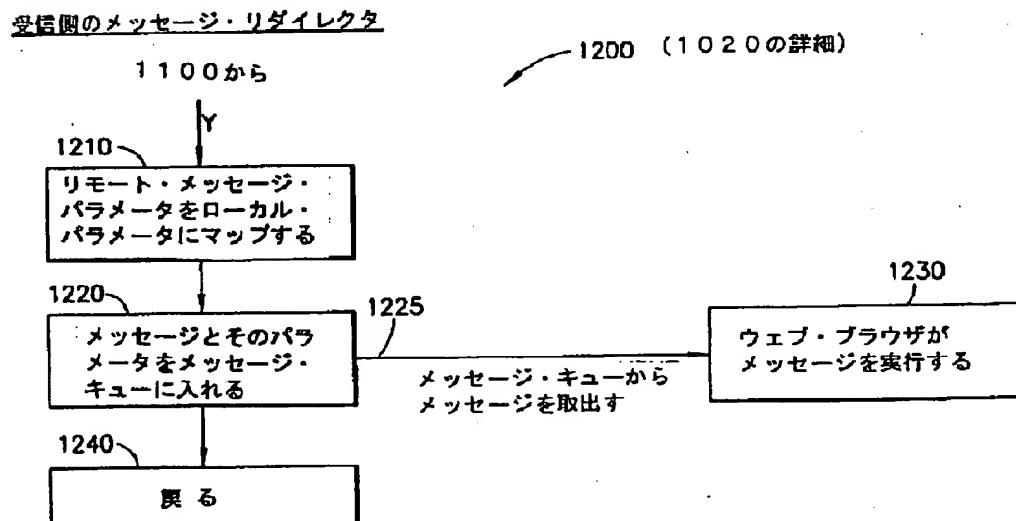 受信側のメッセージ・リダイレクタ
1200 (1020の詳細)
1100から
Y
1210
リモート・メッセージ・
パラメータをローカル・
パラメータにマップする
1220
メッセージとそのパラ
メータをメッセージ・
キューに入れる
1225
メッセージ・キューから
メッセージを取出す
1230
ウェブ・ブラウザが
メッセージを実行する
1240
戻る